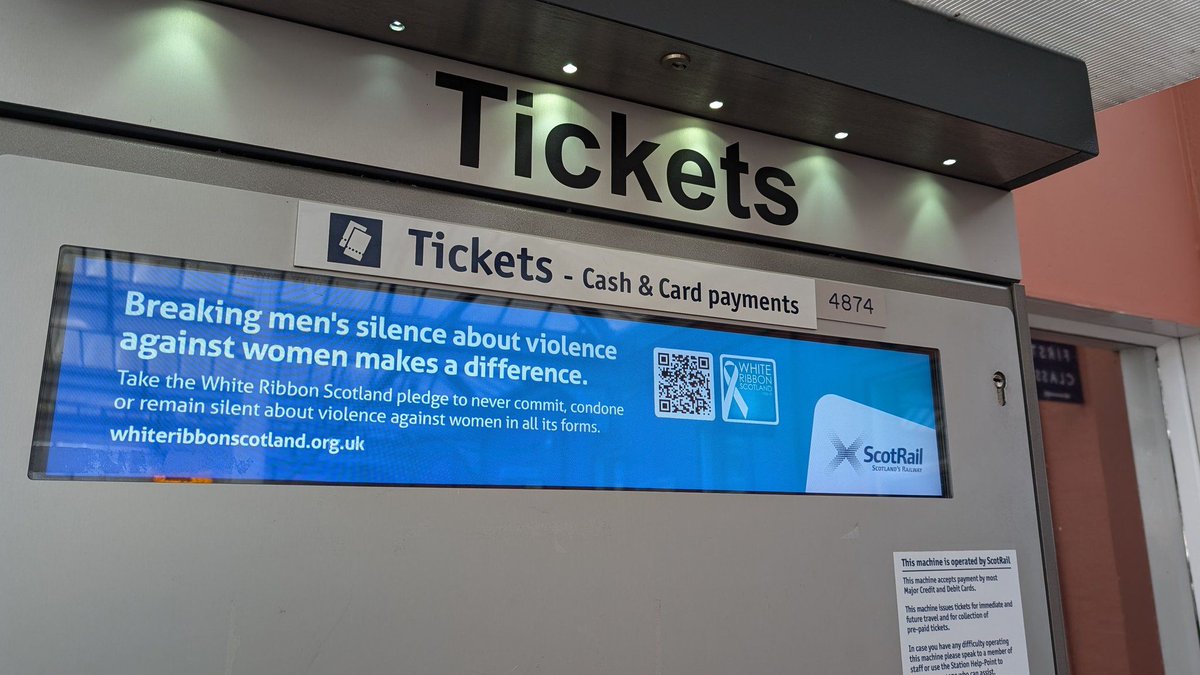 Tickets
Tickets - Cash & Card payments
4874
Breaking men's silence about violence
against women makes a difference.
Take the White Ribbon Scotland pledge to never commit, condone
or remain silent about violence against women in all its forms.
whiteribbonscotland.org.uk
WHITE
RIBBON
SCOTLAND
ScotRail
SCOTLAND'S RAILWAY
FIRST
CLASS
This machine is operated by ScotRail
This machine accepts payment by most
Major Credit and Debit Cards.
This machine issues tickets for immediate and
future travel and for collection of
pre-paid tickets.
In case you have any difficulty operating
this machine please speak to a member of
staff or use the Station Help-Point to
who can assist.